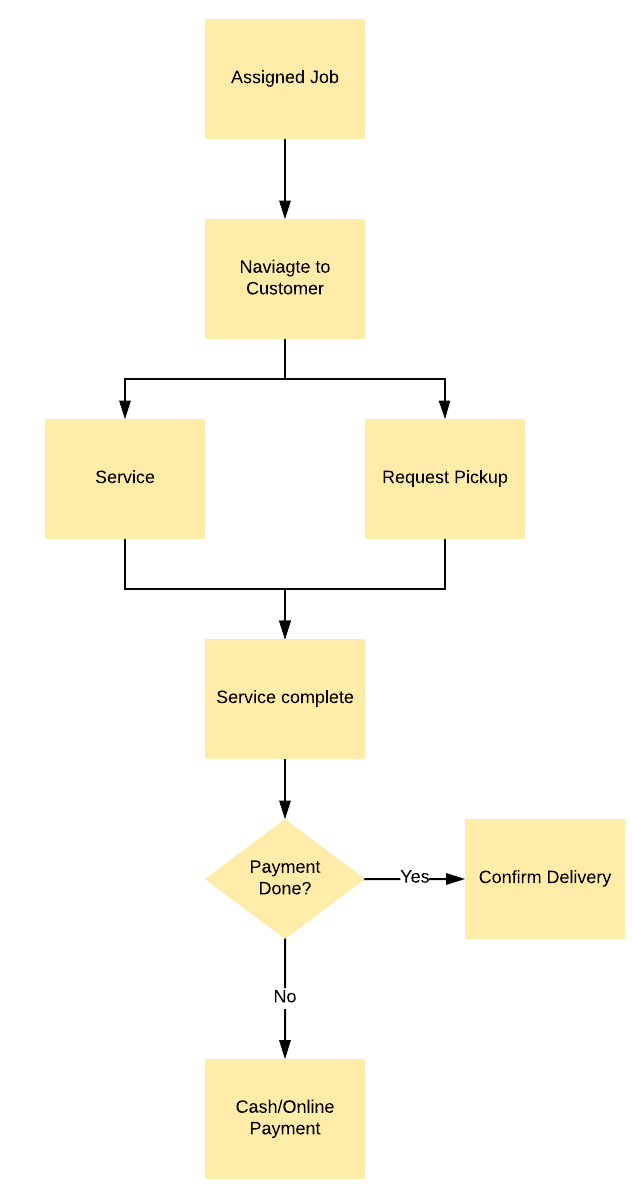 Assigned Job
Naviagte to
Customer
Service
Request Pickup
Service complete
Payment
Done?
Yes
Confirm Delivery
No
Cash/Online
Payment